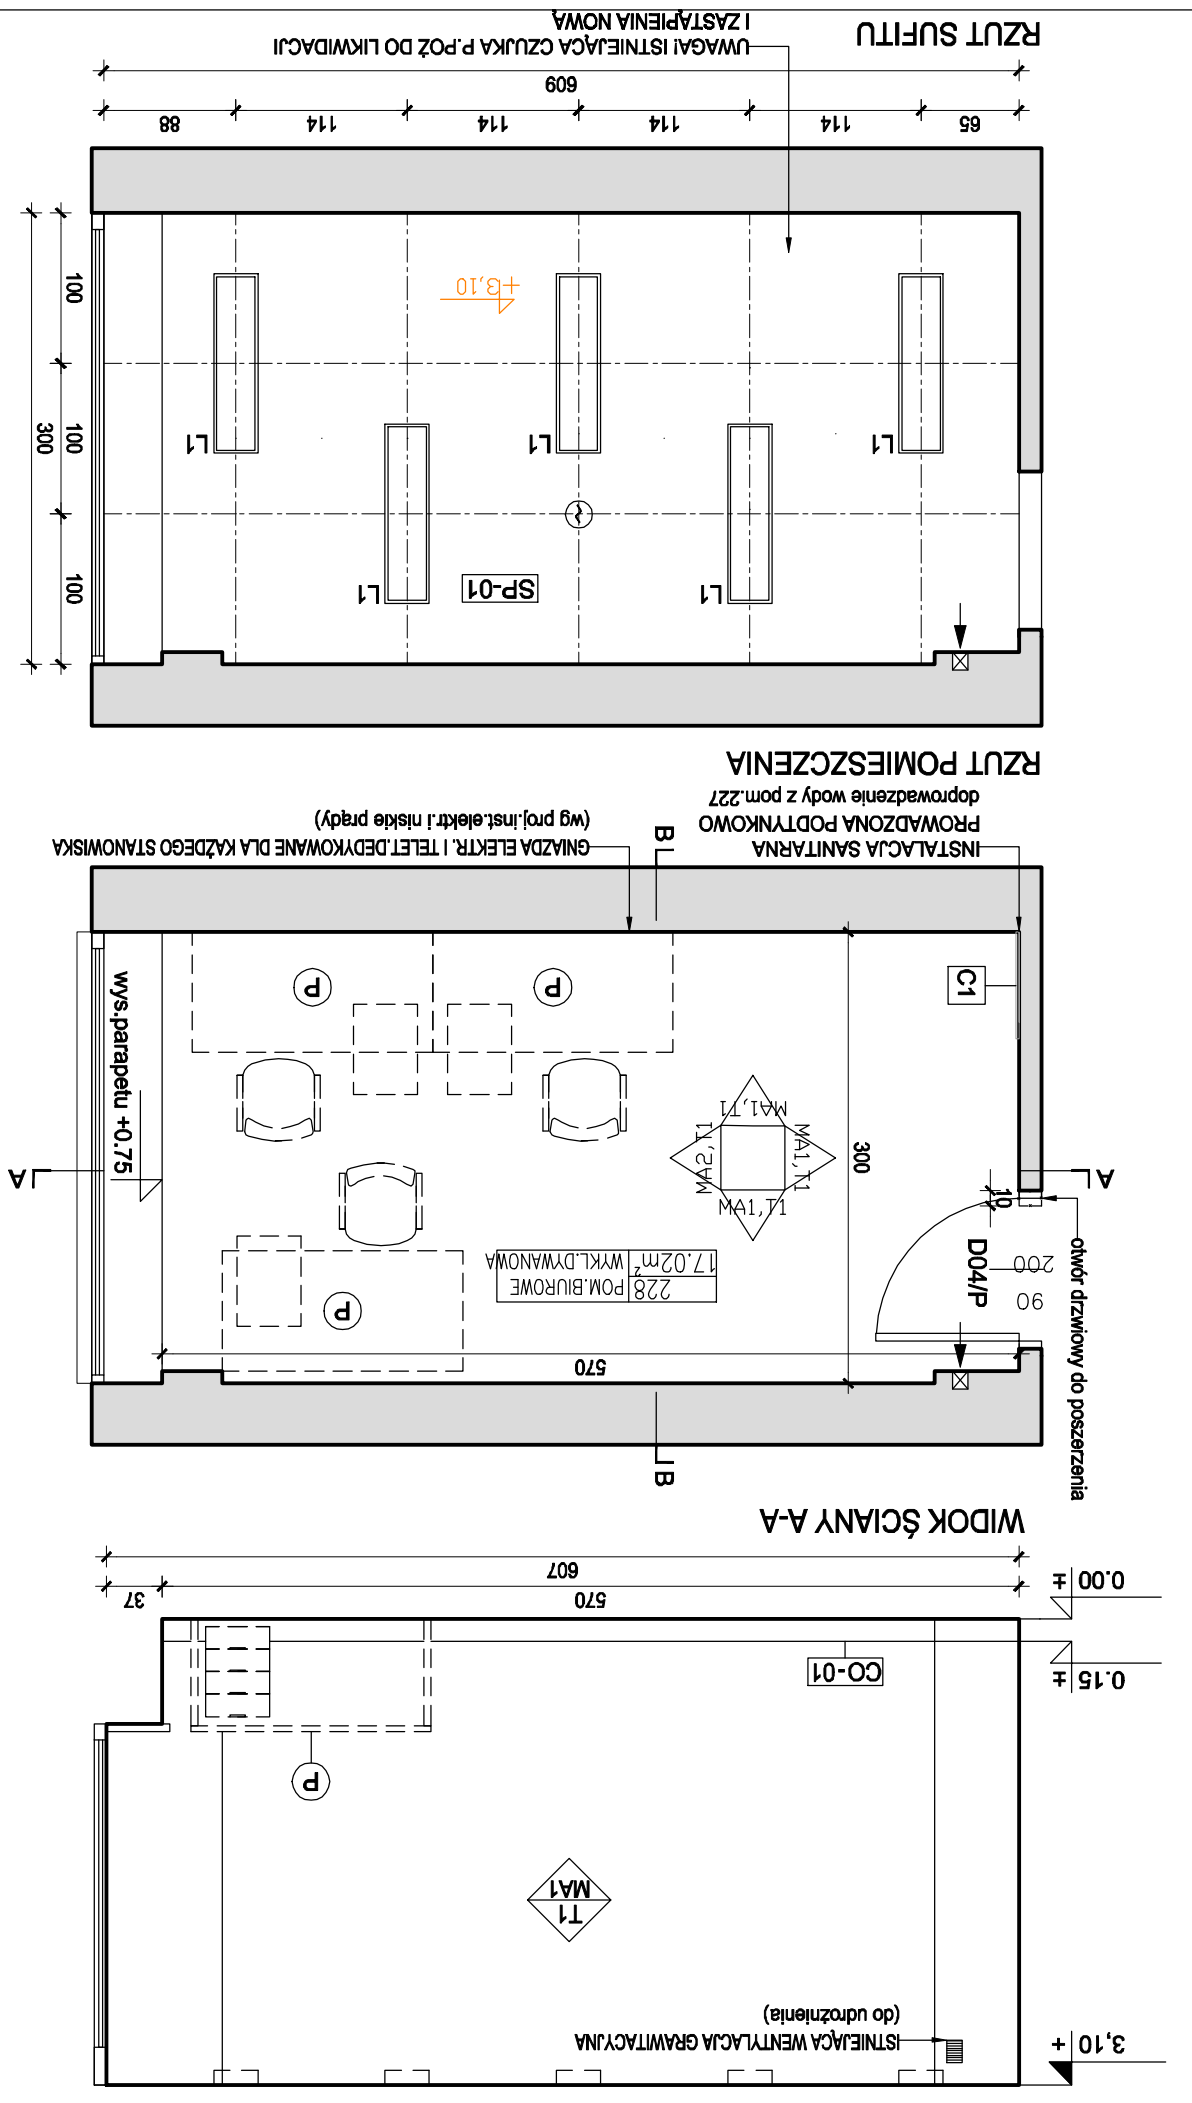 WIDOK ŚCIANY A-A
3,10 +
ISTNIEJĄCA WENTYLACJA GRAWITACYJNA
(do udrożnienia)
T1
MA1
P
CO-01
0.15 ±
0.00 ±
570
37
607
RZUT POMIESZCZENIA
B
B
otwór drzwiowy do poszerzenia
570
90
200
D04/P
10
A
A
228
POM.BIUROWE
17.02m²
WYKŁ.DYWANOWA
P
MA1,T1
MA1,T1
MA2,T1
MA1,T1
300
wys.parapetu +0.75
C1
P
P
INSTALACJA SANITARNA
PROWADZONA PODTYNKOWO
doprowadzenie wody z pom.227
GNIAZDA ELEKTR. I TELET.DEDYKOWANE DLA KAŻDEGO STANOWISKA
(wg proj.inst.elektr.i niskie prądy)
RZUT SUFITU
SP-01
L1
L1
L1
L1
L1
+3,10
100
100
100
300
65
114
114
114
114
88
609
UWAGA! ISTNIEJĄCA CZUJKA P.POŻ DO LIKWIDACJI
I ZASTĄPIENIA NOWĄ